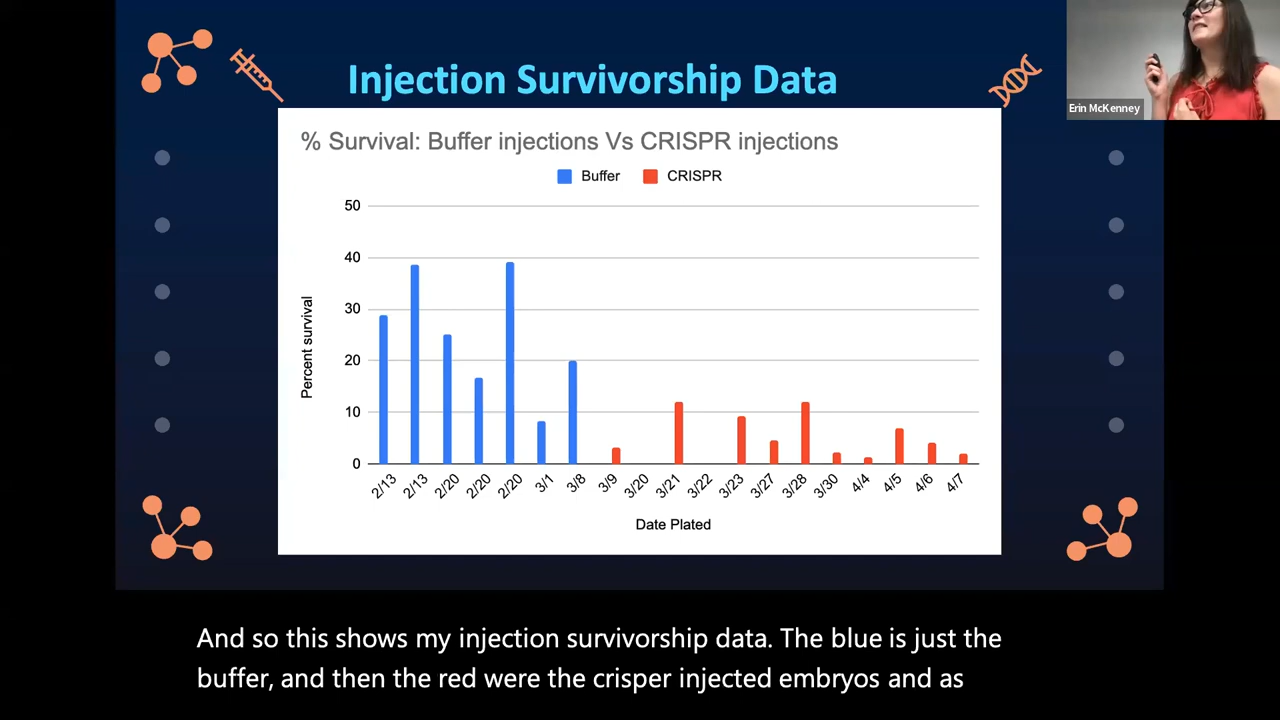 Injection Survivorship Data
Erin McKenney
% Survival: Buffer injections Vs CRISPR injections
Buffer CRISPR
50
40
30
20
10
0
Percent survival
2/13 2/13 2/20 2/20 2/20 3/1 3/8 3/9 3/20 3/21 3/22 3/23 3/27 3/28 3/30 4/4 4/5 4/6 4/7
Date Plated
And so this shows my injection survivorship data. The blue is just the
buffer, and then the red were the crisper injected embryos and as